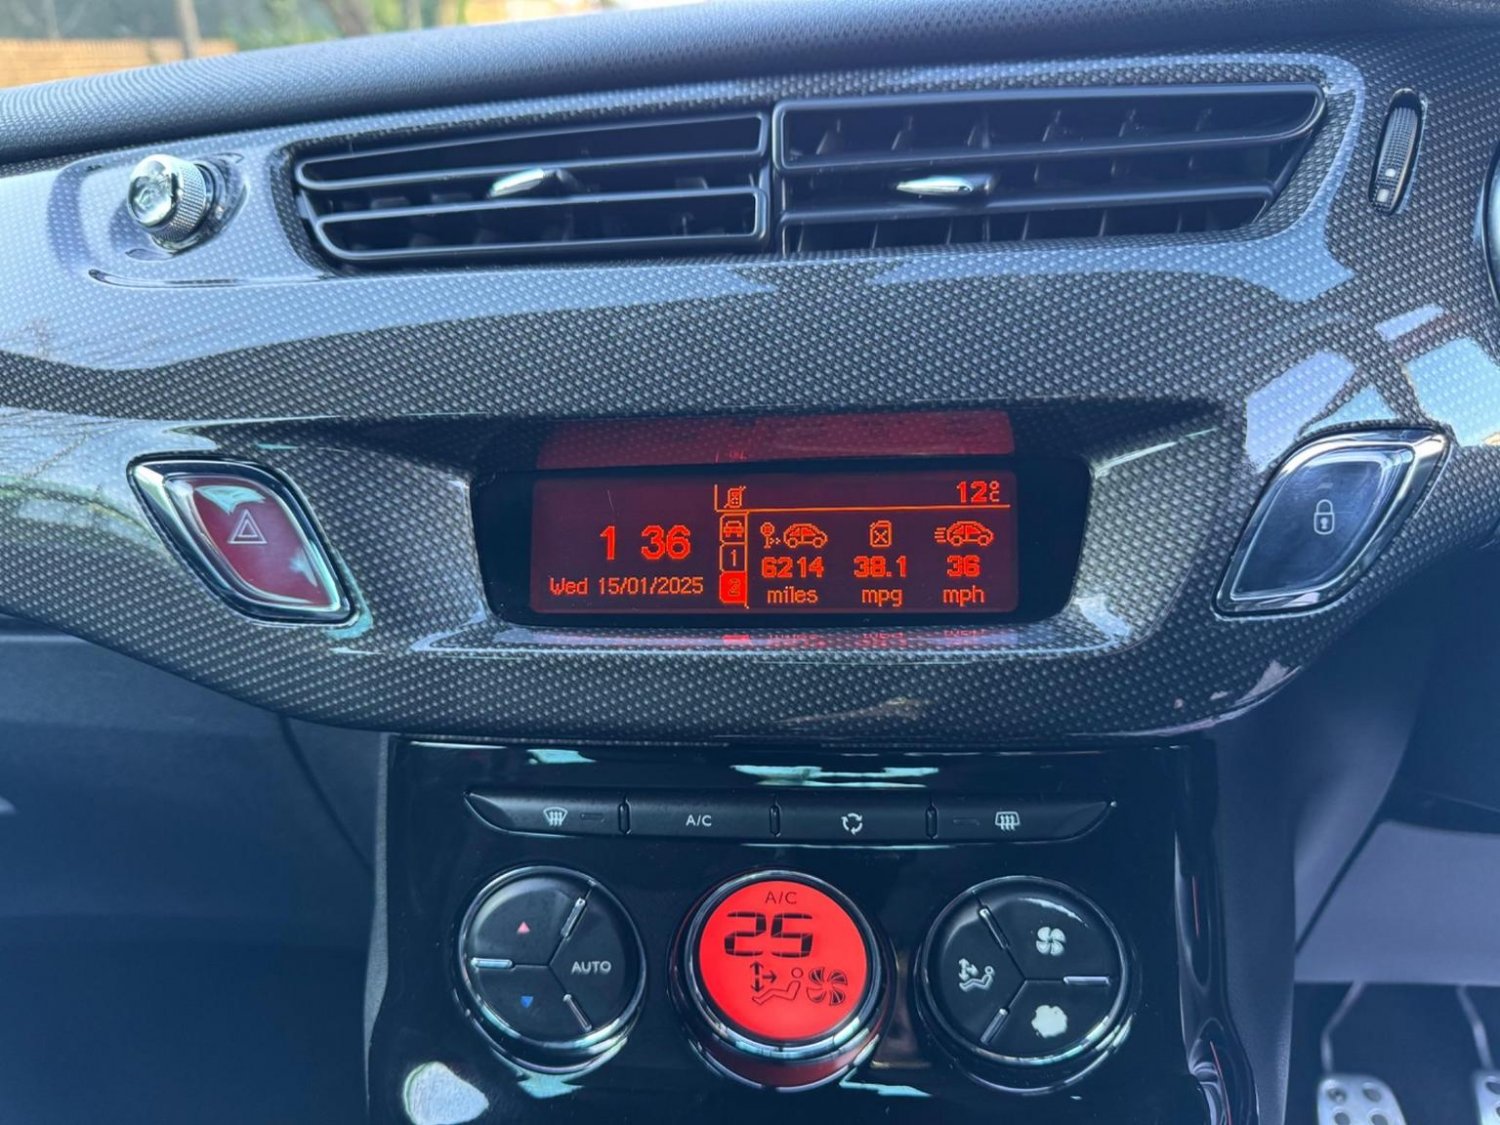 12°C
1 36
Wed 15/01/2025
1
2
6214 38.1 36
miles mpg mph
A/C
AUTO
A/C
25